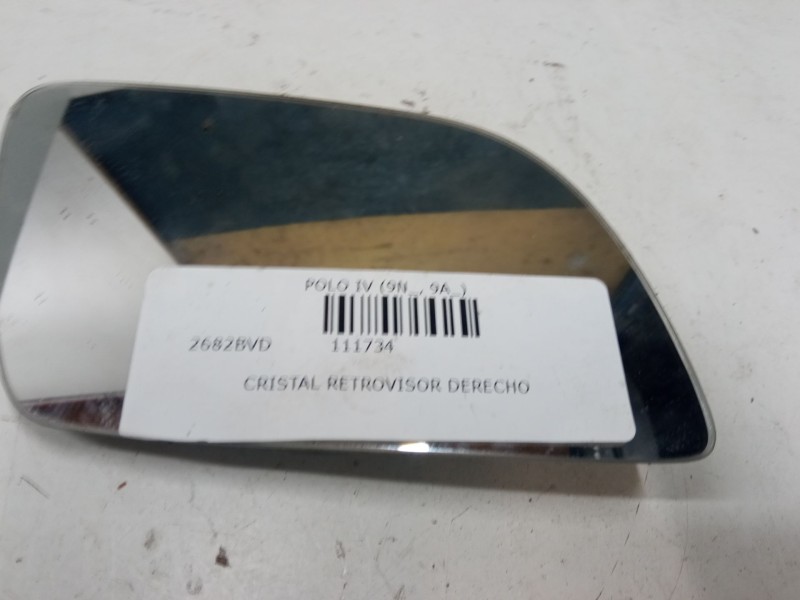 POLO IV (9N_, 9A_)
2682BVD 111734
CRISTAL RETROVISOR DERECHO